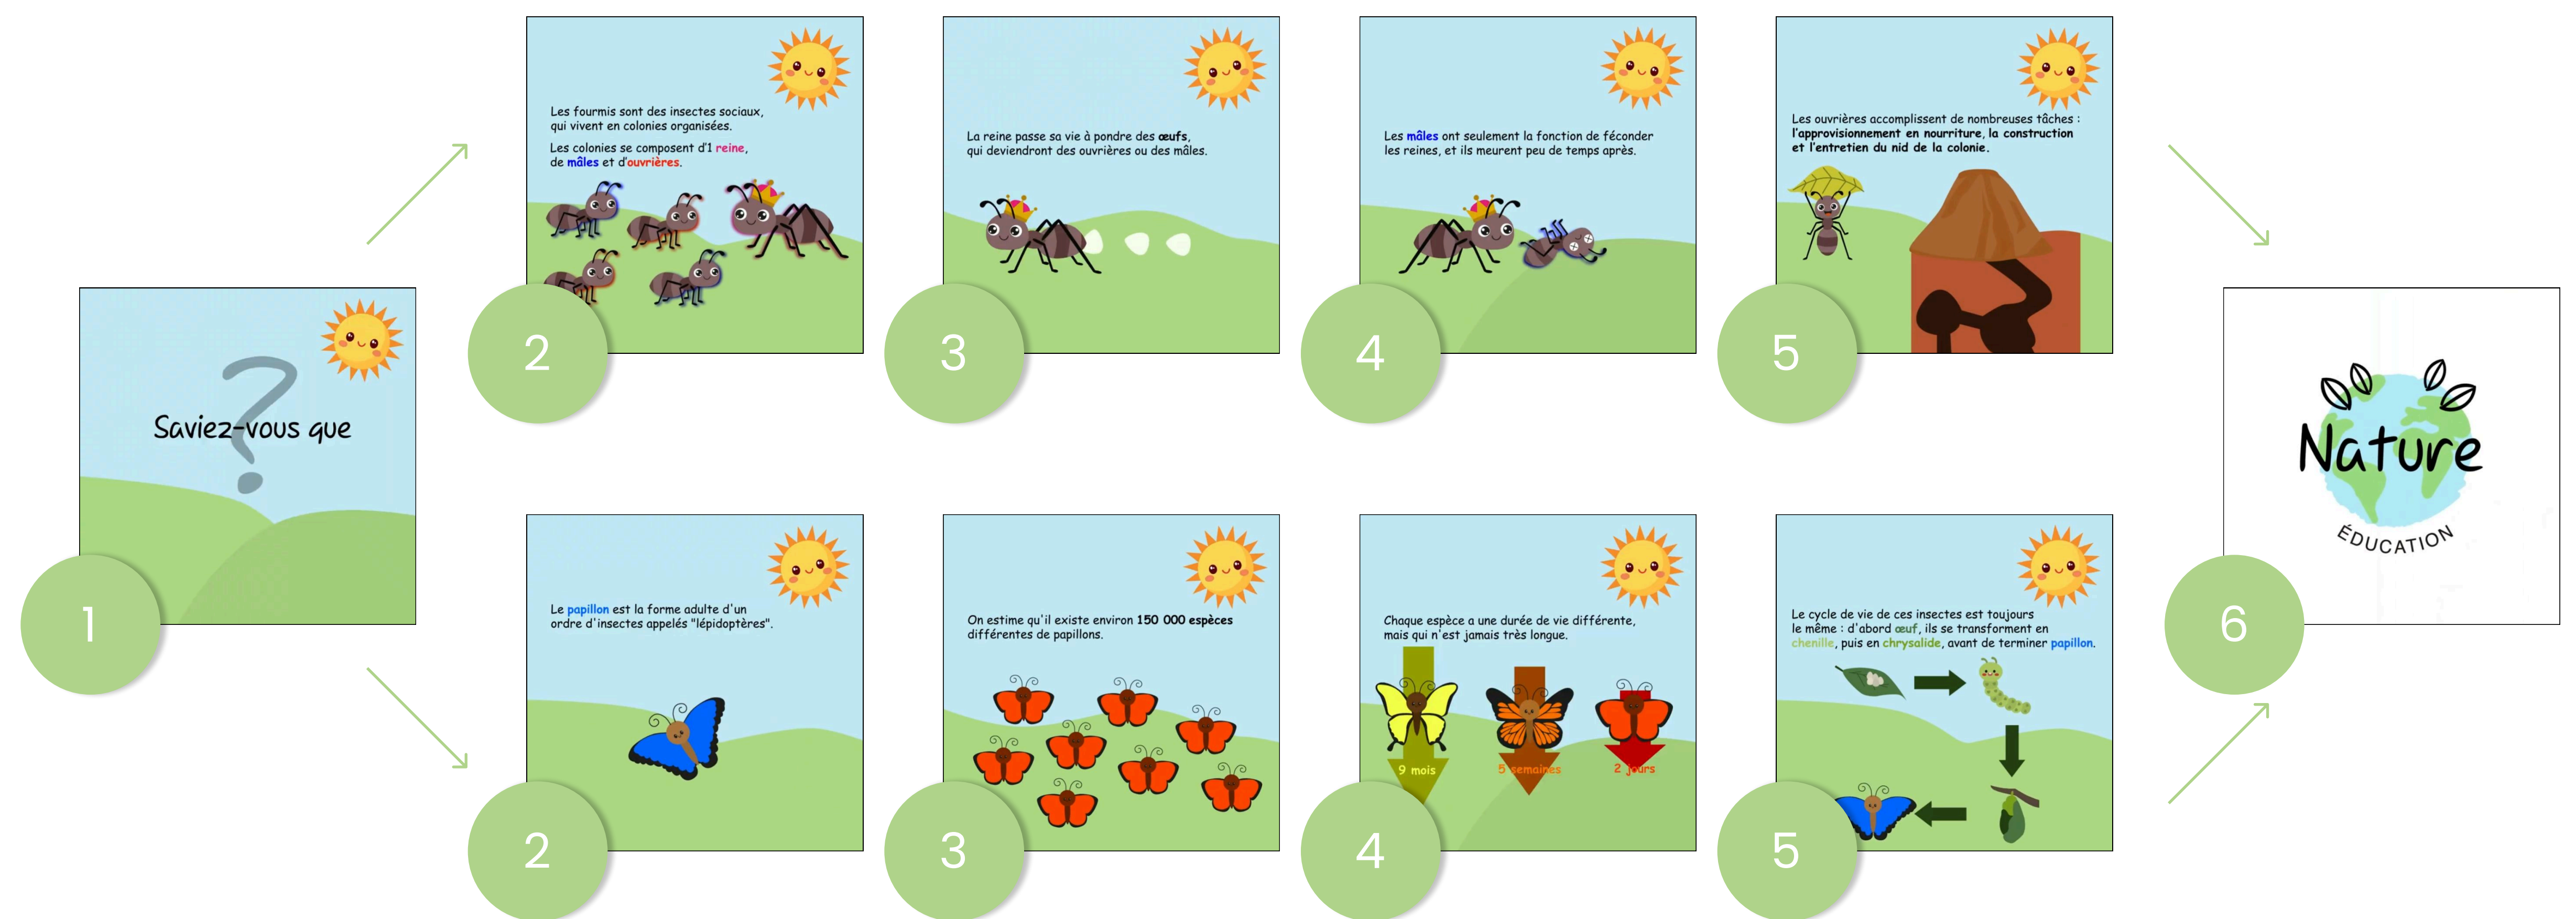 1
Saviez-vous que
?
2
Les fourmis sont des insectes sociaux,
qui vivent en colonies organisées.
Les colonies se composent d'1 reine,
de mâles et d'ouvrières.
3
La reine passe sa vie à pondre des œufs,
qui deviendront des ouvrières ou des mâles.
4
Les mâles ont seulement la fonction de féconder
les reines, et ils meurent peu de temps après.
5
Les ouvrières accomplissent de nombreuses tâches :
l'approvisionnement en nourriture, la construction
et l'entretien du nid de la colonie.
2
Le papillon est la forme adulte d'un
ordre d'insectes appelés "lépidoptères".
3
On estime qu'il existe environ 150 000 espèces
différentes de papillons.
4
Chaque espèce a une durée de vie différente,
mais qui n'est jamais très longue.
9 mois
5 semaines
2 jours
5
Le cycle de vie de ces insectes est toujours
le même : d'abord œuf, ils se transforment en
chenille, puis en chrysalide, avant de terminer papillon.
6
Nature
ÉDUCATION